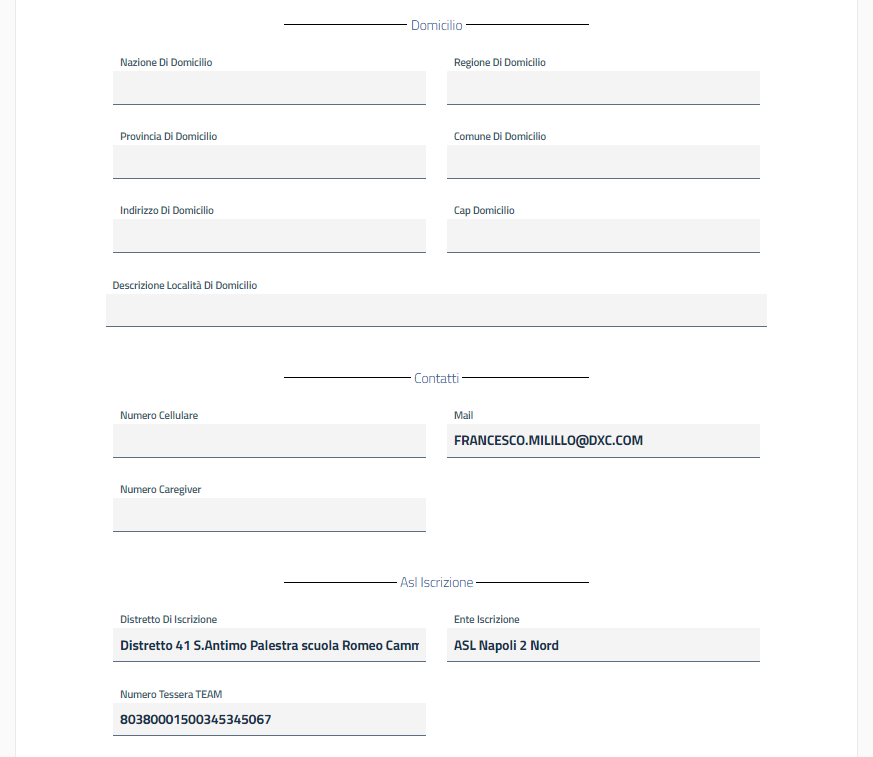 Domicilio
Nazione Di Domicilio
Regione Di Domicilio
Provincia Di Domicilio
Comune Di Domicilio
Indirizzo Di Domicilio
Cap Domicilio
Descrizione Località Di Domicilio
Contatti
Numero Cellulare
Mail
FRANCESCO.MILILLO@DXC.COM
Numero Caregiver
Asl Iscrizione
Distretto Di Iscrizione
Ente Iscrizione
Distretto 41 S.Antimo Palestra scuola Romeo Camm
ASL Napoli 2 Nord
Numero Tessera TEAM
80380001500345345067